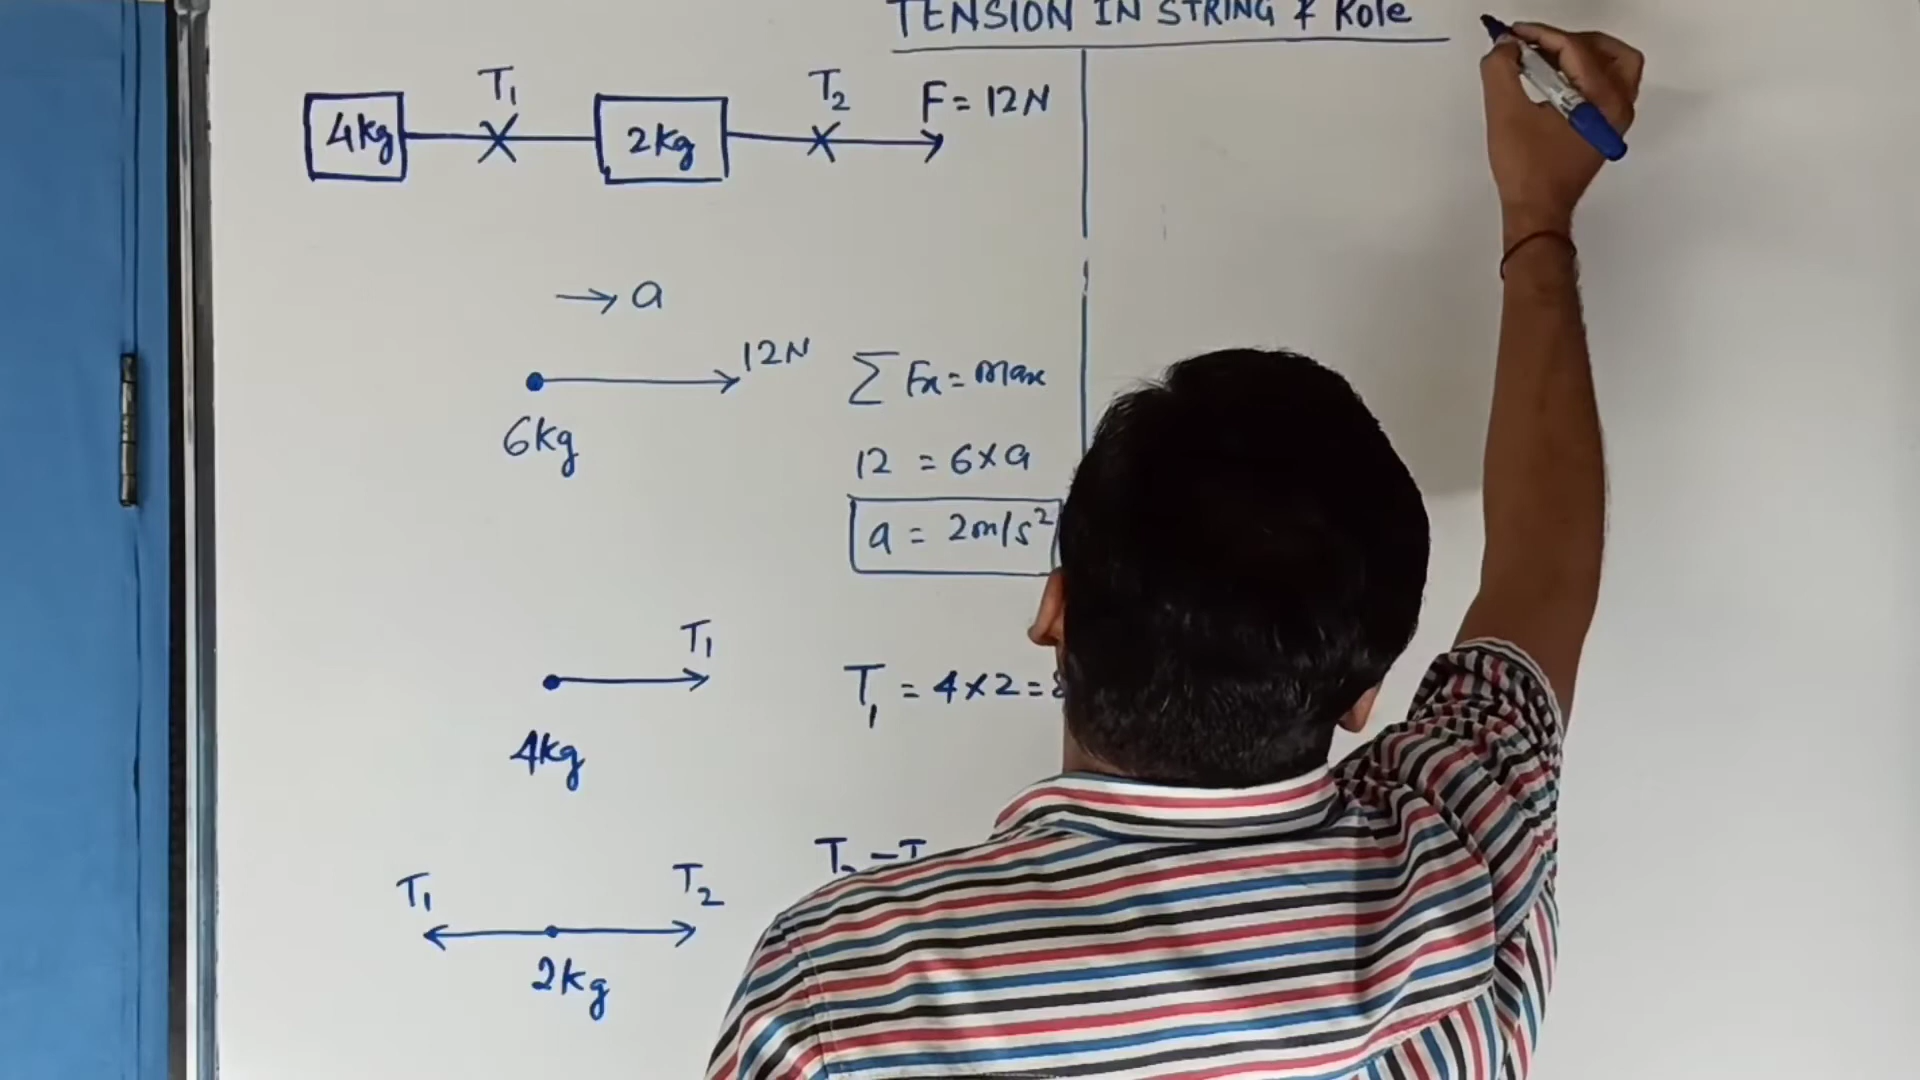 TENSION IN STRING & Role
T₁ T₂ F = 12N
4kg 2kg
→ a
12N
6kg
∑ Fx = max
12 = 6×a
a = 2m/s²
T₁
4kg
T₁ = 4×2 =
T₁ T₂
2kg
T₂ – T